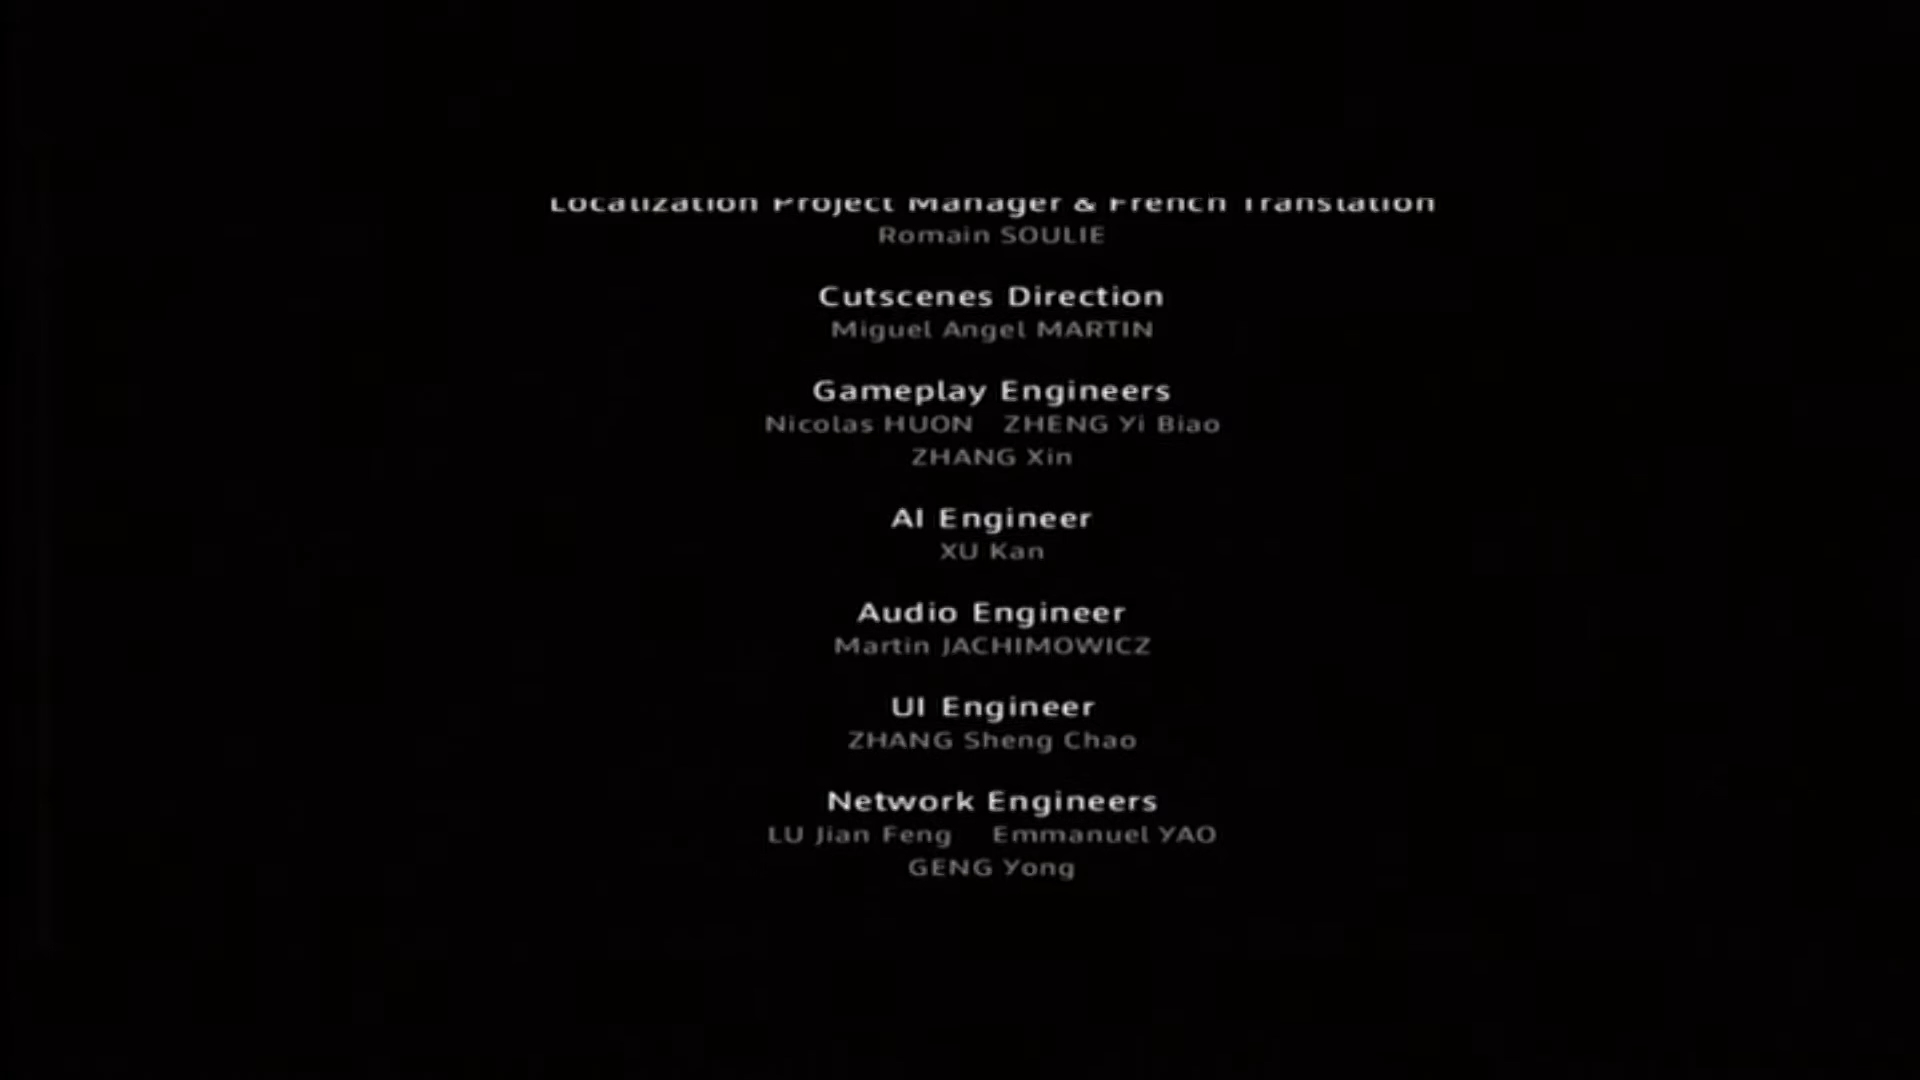 Localization Project Manager & French Translation
Romain SOULIE
Cutscenes Direction
Miguel Angel MARTIN
Gameplay Engineers
Nicolas HUON ZHENG Yi Biao
ZHANG Xin
AI Engineer
XU Kan
Audio Engineer
Martin JACHIMOWICZ
UI Engineer
ZHANG Sheng Chao
Network Engineers
LU Jian Feng Emmanuel YAO
GENG Yong